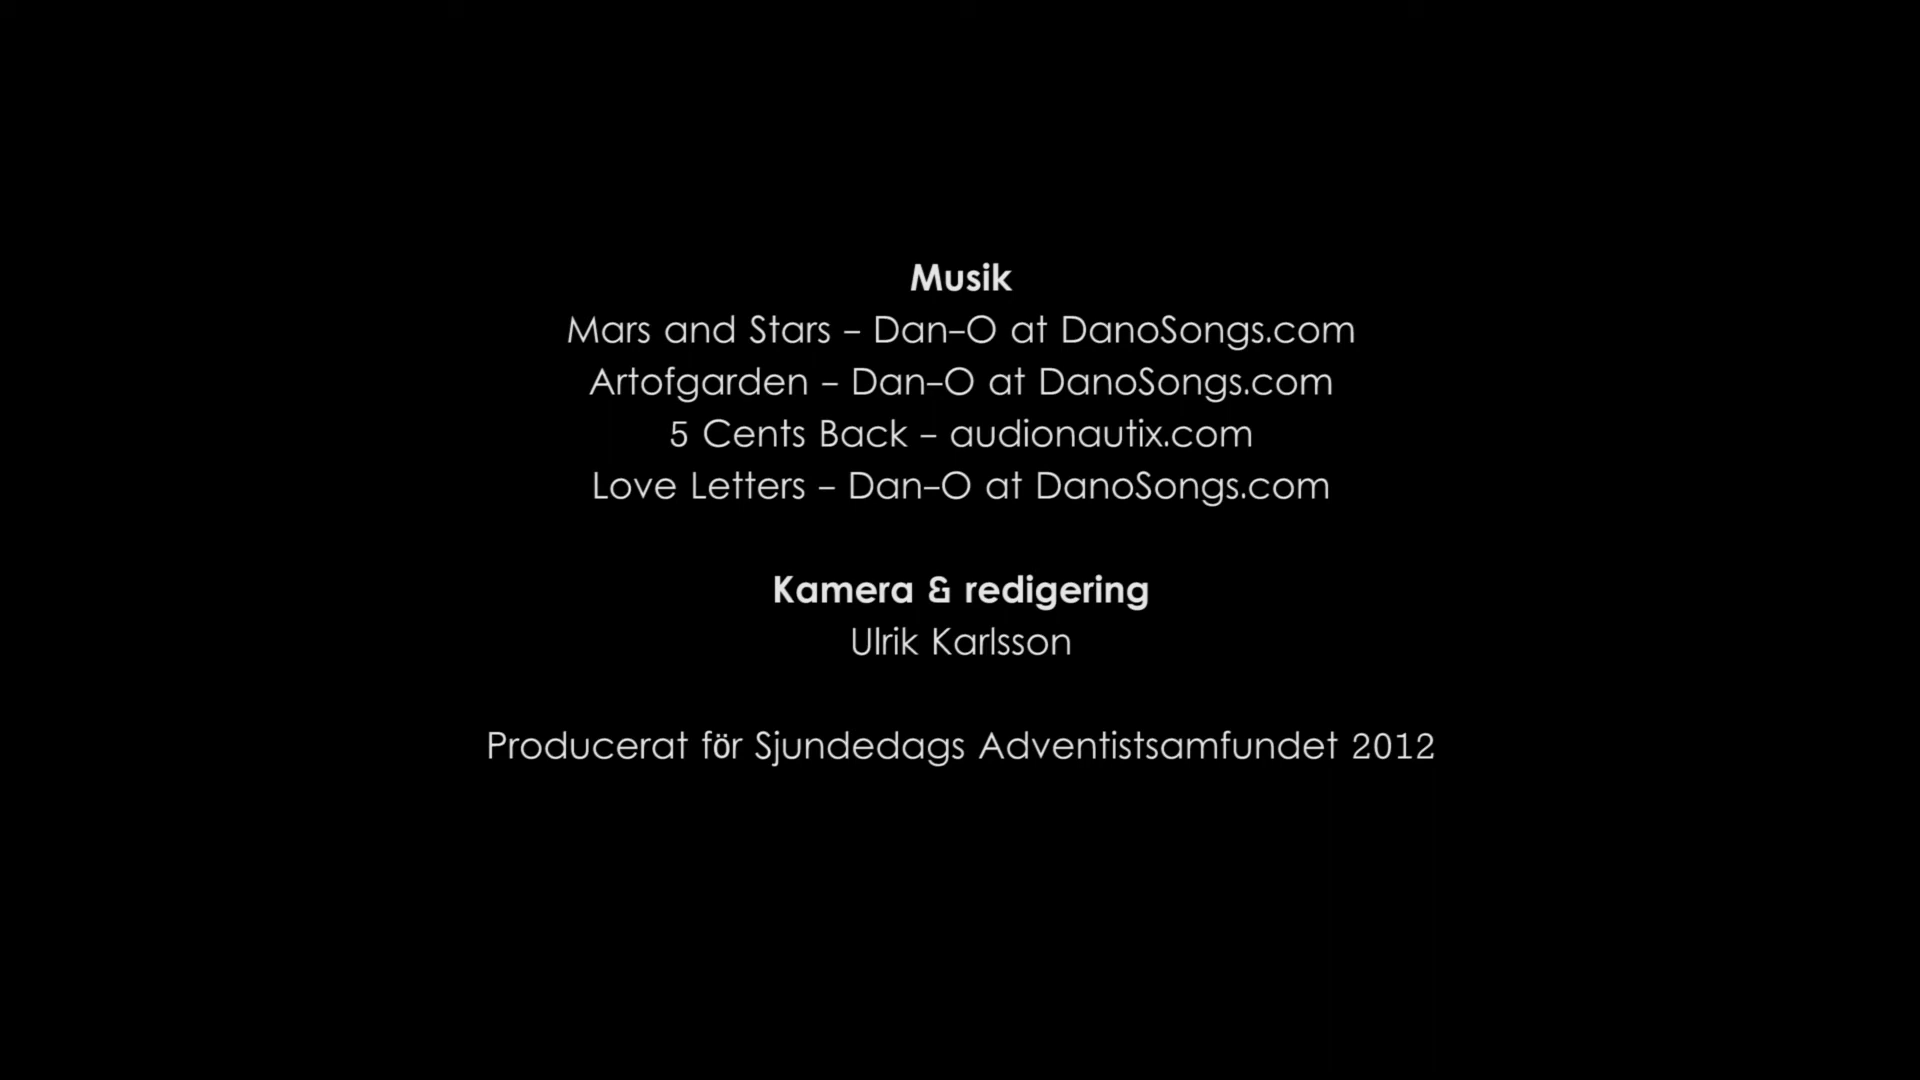 Musik
Mars and Stars - Dan-O at DanoSongs.com
Artofgarden - Dan-O at DanoSongs.com
5 Cents Back - audionautix.com
Love Letters - Dan-O at DanoSongs.com
Kamera & redigering
Ulrik Karlsson
Producerat för Sjundedags Adventistsamfundet 2012